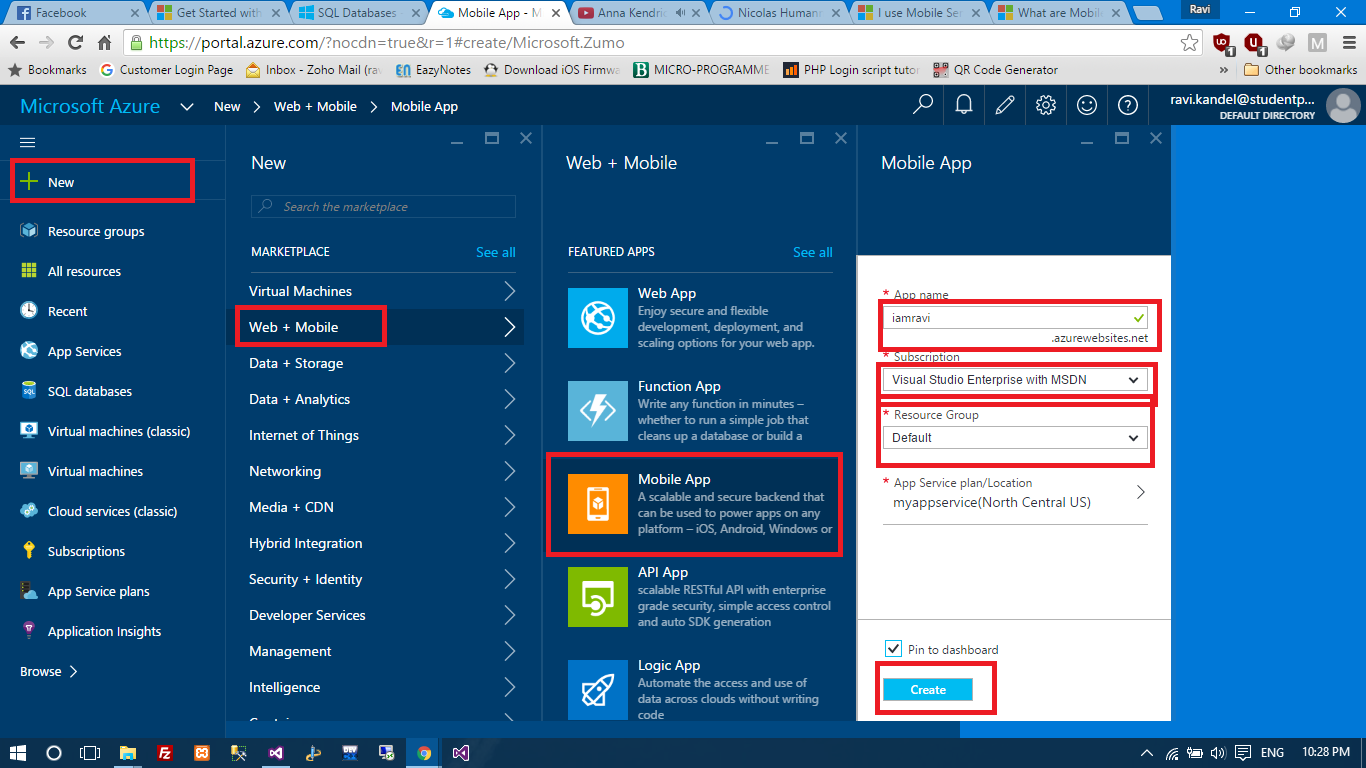 Facebook
Get Started with
SQL Databases -
Mobile App - M
Anna Kendric
Nicolas Humann
I use Mobile Se
What are Mobil
Ravi
https://portal.azure.com/?nocdn=true&r=1#create/Microsoft.Zumo
Bookmarks
Customer Login Page
Inbox - Zoho Mail (rav
EazyNotes
Download iOS Firmwa
MICRO-PROGRAMME
PHP Login script tutor
QR Code Generator
»
Other bookmarks
Microsoft Azure
New > Web + Mobile > Mobile App
ravi.kandel@studentp...
DEFAULT DIRECTORY
New
Resource groups
All resources
Recent
App Services
SQL databases
Virtual machines (classic)
Virtual machines
Cloud services (classic)
Subscriptions
App Service plans
Application Insights
Browse >
New
Search the marketplace
MARKETPLACE
See all
Virtual Machines
Web + Mobile
Data + Storage
Data + Analytics
Internet of Things
Networking
Media + CDN
Hybrid Integration
Security + Identity
Developer Services
Management
Intelligence
Web + Mobile
FEATURED APPS
See all
Web App
Enjoy secure and flexible
development, deployment, and
scaling options for your web app.
Function App
Write any function in minutes –
whether to run a simple job that
cleans up a database or build a
Mobile App
A scalable and secure backend that
can be used to power apps on any
platform – iOS, Android, Windows or
API App
scalable RESTful API with enterprise
grade security, simple access control
and auto SDK generation
Logic App
Automate the access and use of
data across clouds without writing
code
Mobile App
* App name
iamravi
.azurewebsites.net
* Subscription
Visual Studio Enterprise with MSDN
* Resource Group
Default
* App Service plan/Location
myappservice(North Central US)
Pin to dashboard
Create
ENG
10:28 PM